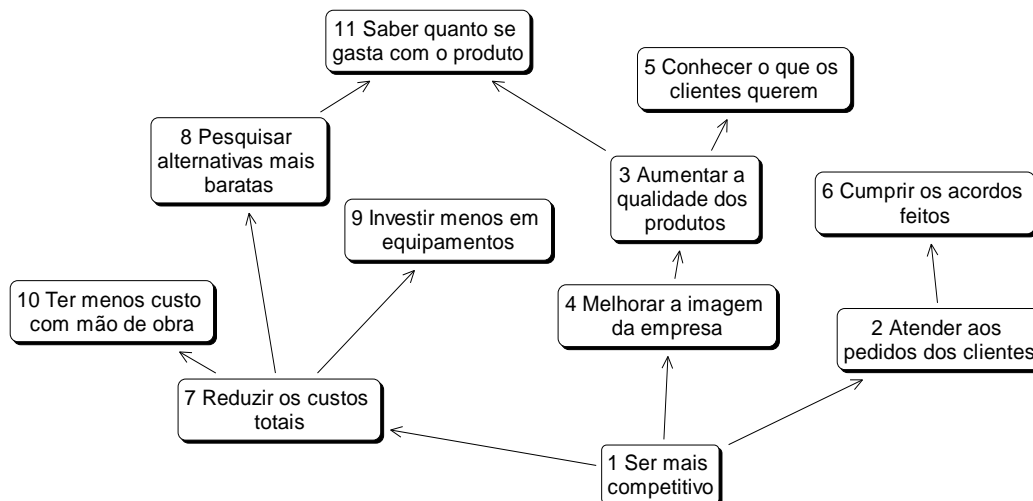 11 Saber quanto se
gasta com o produto
5 Conhecer o que os
clientes querem
8 Pesquisar
alternativas mais
baratas
3 Aumentar a
qualidade dos
produtos
6 Cumprir os acordos
feitos
9 Investir menos em
equipamentos
10 Ter menos custo
com mão de obra
4 Melhorar a imagem
da empresa
2 Atender aos
pedidos dos clientes
7 Reduzir os custos
totais
1 Ser mais
competitivo